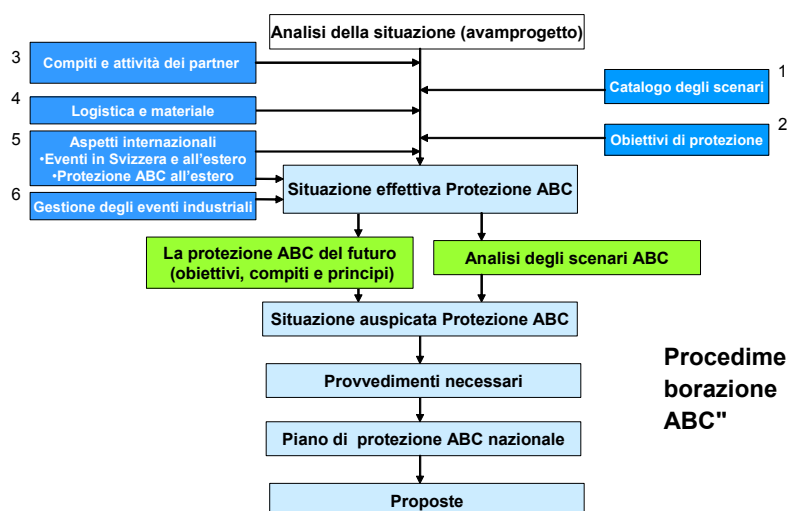 Analisi della situazione (avamprogetto)
3
Compiti e attività dei partner
1
Catalogo degli scenari
4
Logistica e materiale
2
Obiettivi di protezione
5
Aspetti internazionali
•Eventi in Svizzera e all'estero
•Protezione ABC all'estero
6
Gestione degli eventi industriali
Situazione effettiva Protezione ABC
La protezione ABC del futuro
(obiettivi, compiti e principi)
Analisi degli scenari ABC
Situazione auspicata Protezione ABC
Provvedimenti necessari
Piano di protezione ABC nazionale
Proposte
Procedime
borazione
ABC"